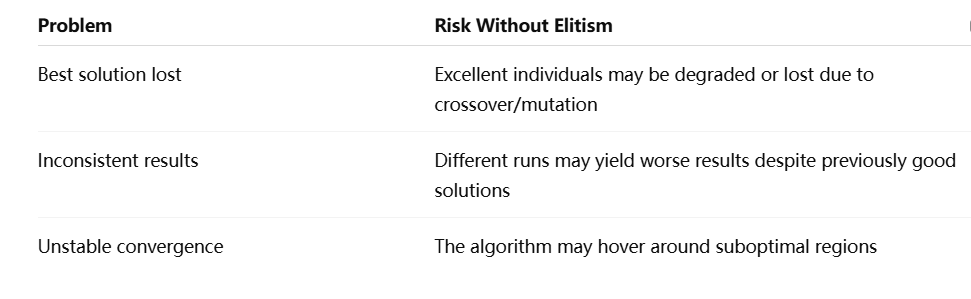 Problem Risk Without Elitism
Best solution lost Excellent individuals may be degraded or lost due to
crossover/mutation
Inconsistent results Different runs may yield worse results despite previously good
solutions
Unstable convergence The algorithm may hover around suboptimal regions